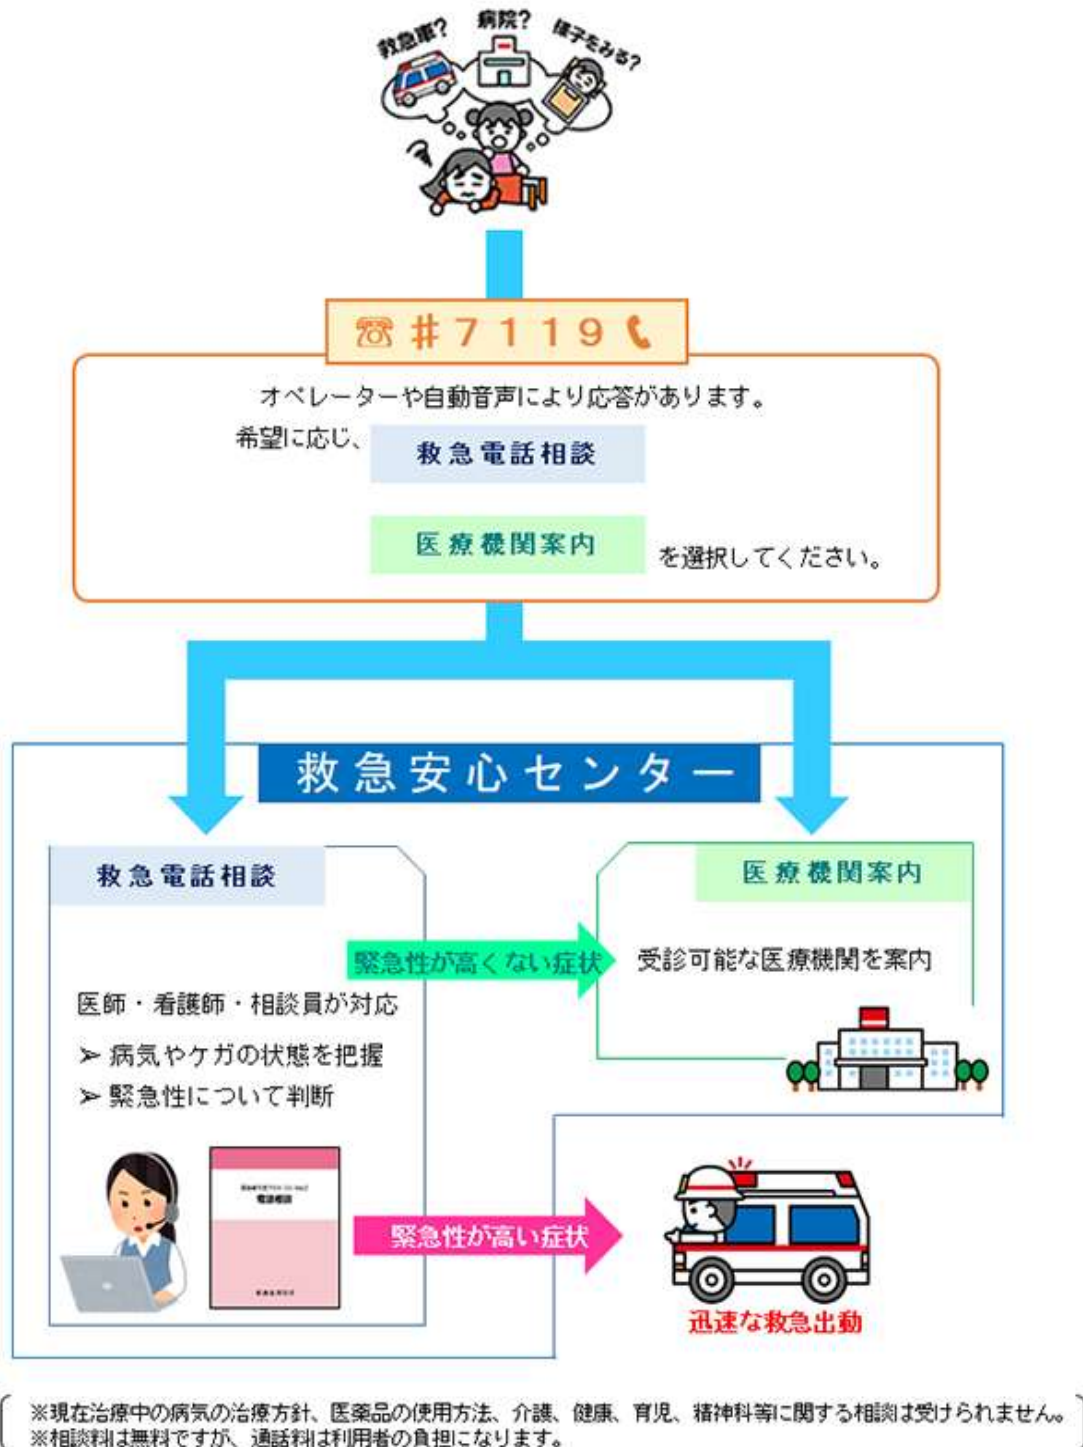 救急車?
病院?
様子をみる?
☎#7119
オペレーターや自動音声により応答があります。
希望に応じ、
救急電話相談
医療機関案内
を選択してください。
救急安心センター
救急電話相談
医療機関案内
緊急性が高くない症状
受診可能な医療機関を案内
医師・看護師・相談員が対応
➢ 病気やケガの状態を把握
➢ 緊急性について判断
電話相談
緊急性が高い症状
迅速な救急出動
※現在治療中の病気の治療方針、医薬品の使用方法、介護、健康、育児、精神科等に関する相談は受けられません。
※相談料は無料ですが、通話料は利用者の負担になります。